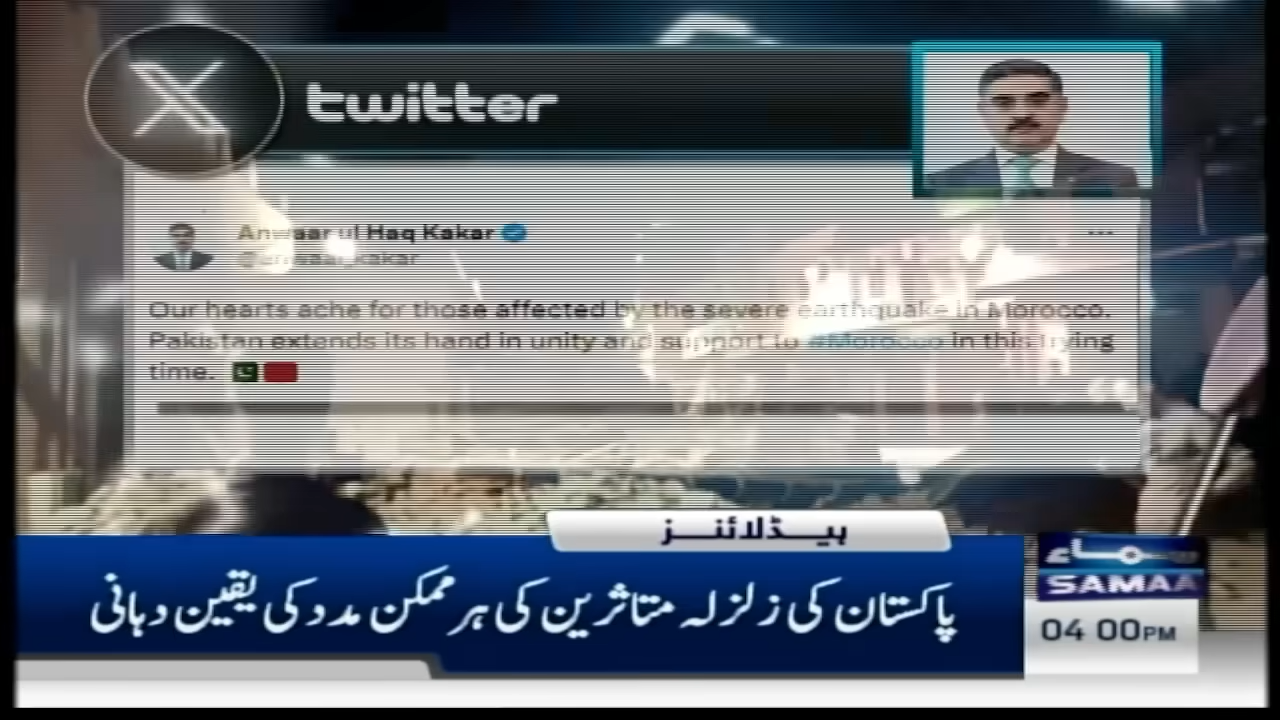 X twitter
Anwaar ul Haq Kakar
@anwaar_kakar
Our hearts ache for those affected by the severe earthquake in Morocco.
Pakistan extends its hand in unity and support to #Morocco in this trying
time.
ہیڈلائنز
پاکستان کی زلزلہ متاثرین کی ہر ممکن مدد کی یقین دہانی
سماء
SAMAA
04 00PM